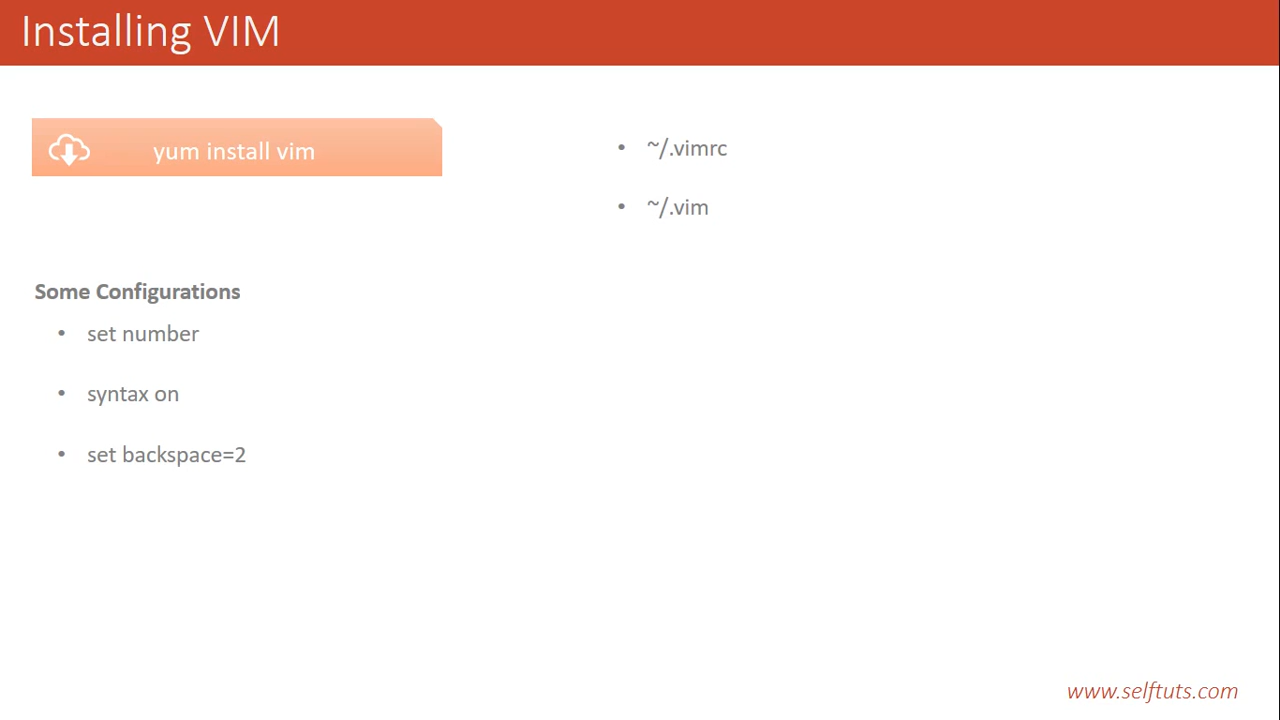 Installing VIM
yum install vim
• ~/.vimrc
• ~/.vim
Some Configurations
• set number
• syntax on
• set backspace=2
www.selftuts.com